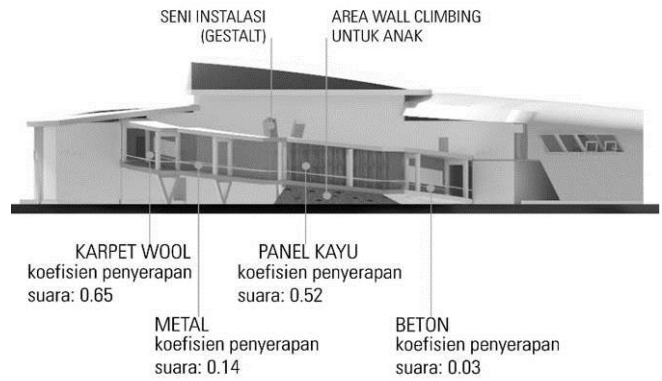 SENI INSTALASI
(GESTALT)
AREA WALL CLIMBING
UNTUK ANAK
KARPET WOOL
koefisien penyerapan
suara: 0.65
PANEL KAYU
koefisien penyerapan
suara: 0.52
METAL
koefisien penyerapan
suara: 0.14
BETON
koefisien penyerapan
suara: 0.03